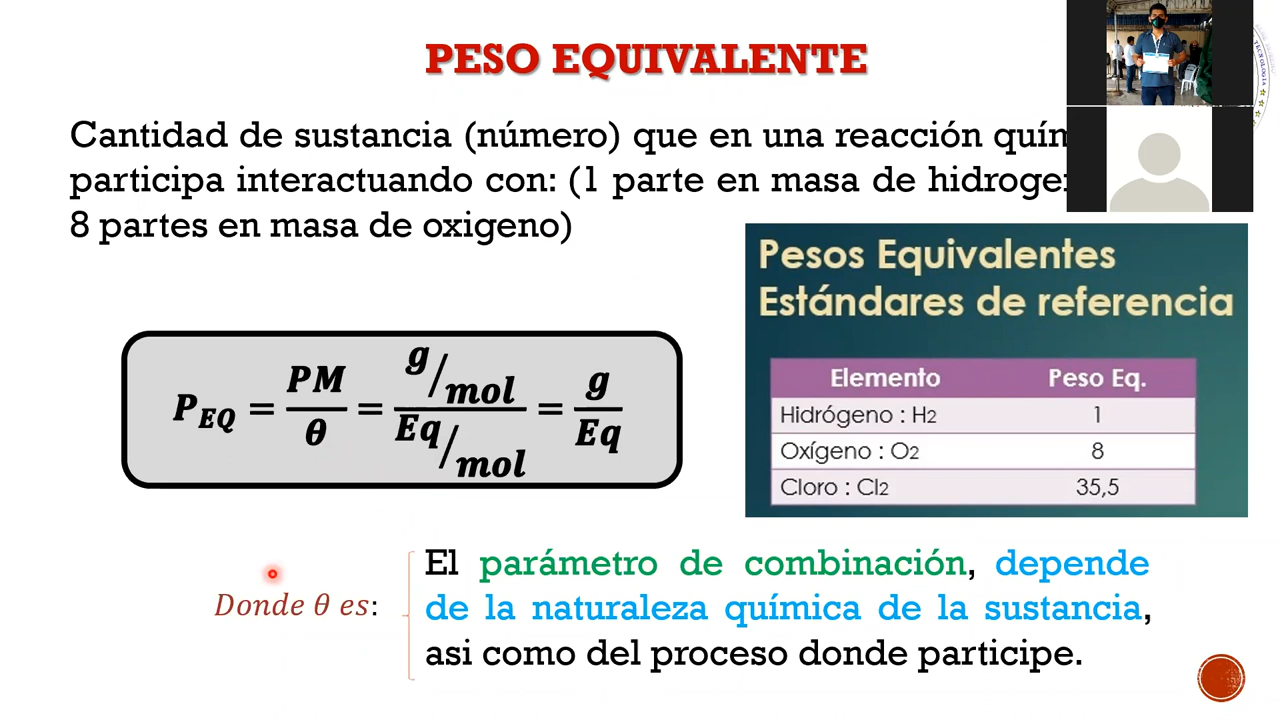 PESO EQUIVALENTE
TECNOLOGIA
Cantidad de sustancia (número) que en una reacción
participa interactuando con: (1 parte en masa de
8 partes en masa de oxigeno)
Pesos Equivalentes
Estándares de referencia
Elemento Peso Eq.
Hidrógeno : H2 1
Oxígeno : O2 8
Cloro : Cl2 35,5
P_EQ = PM/θ = (g/mol)/(Eq/mol) = g/Eq
Donde θ es:
El parámetro de combinación, depende
de la naturaleza química de la sustancia,
asi como del proceso donde participe.